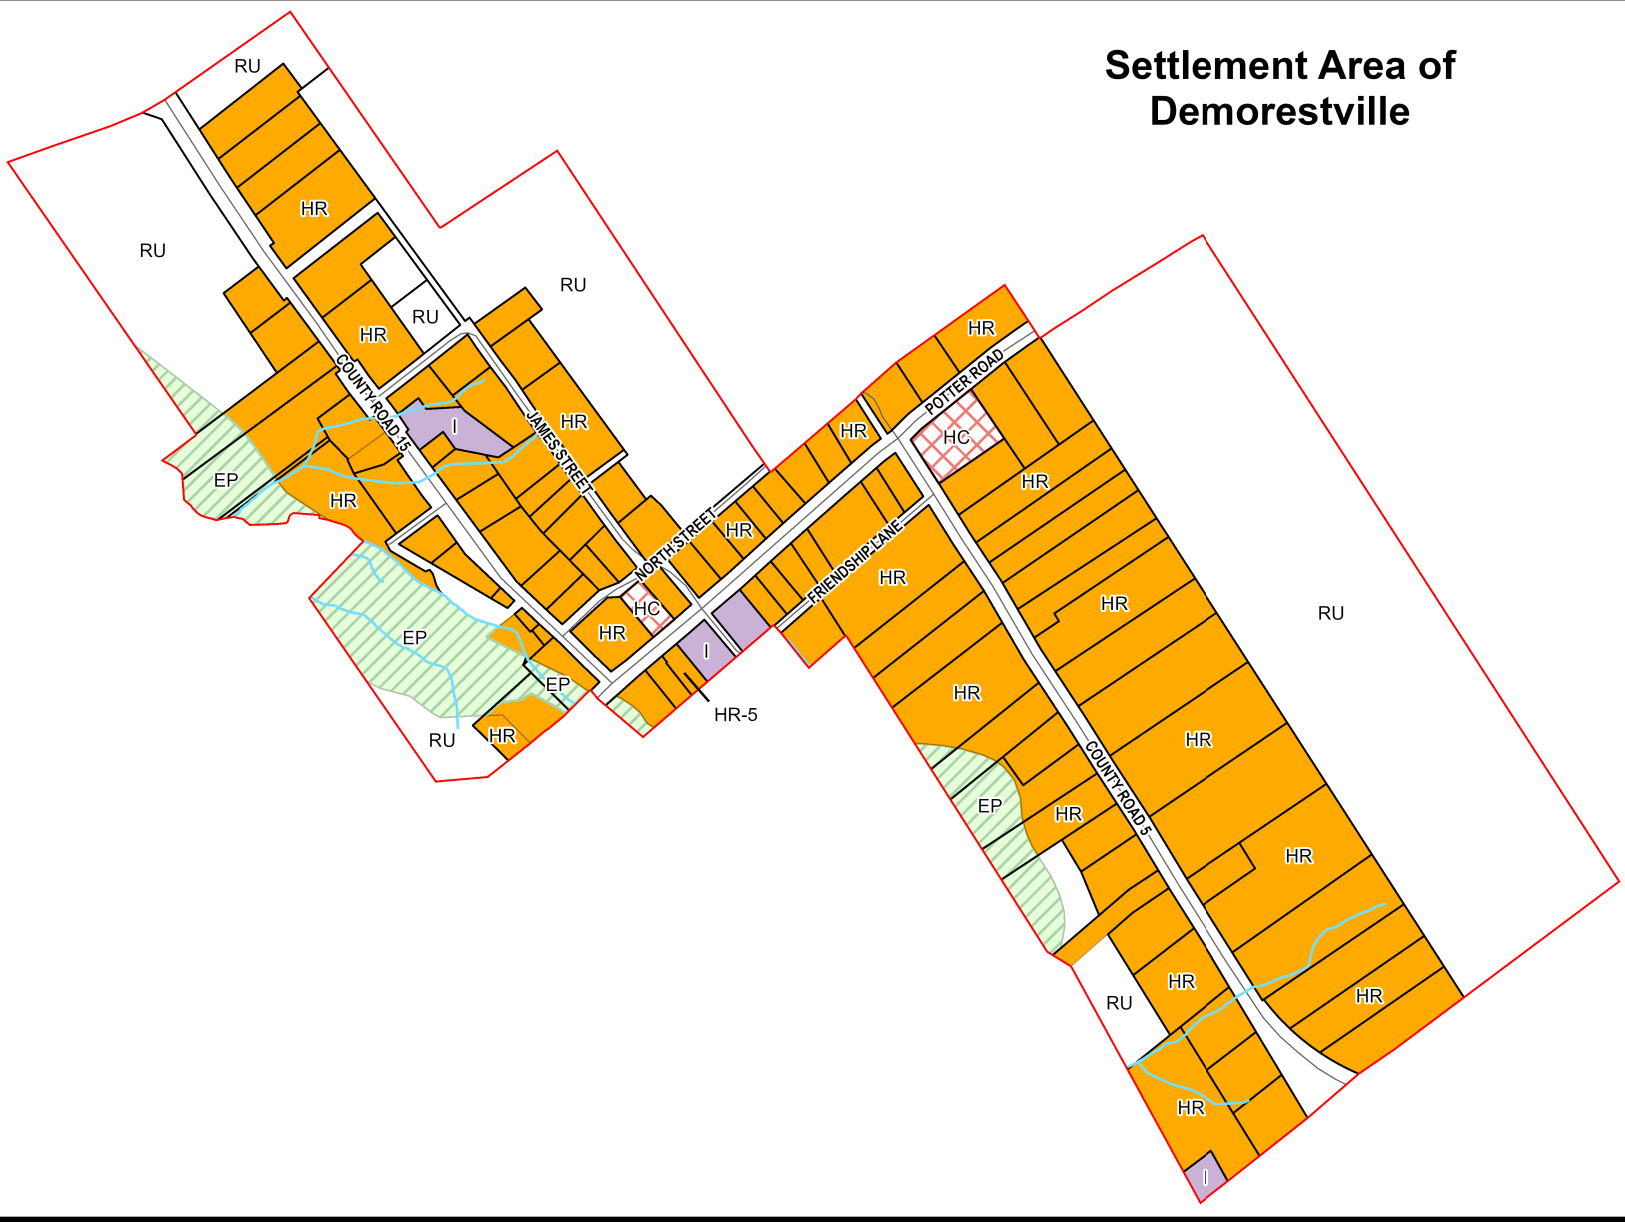 Settlement Area of
Demorestville
RU
HR
RU
RU
RU
HR
HR
POTTER ROAD
COUNTY ROAD 15
HR
I
JAMES STREET
HR
HC
EP
HR
HR
NORTH STREET
HR
FRIENDSHIP LANE
HR
HC
HR
EP
HR
I
RU
EP
HR-5
HR
RU
HR
HR
COUNTY ROAD 5
EP
HR
HR
RU
HR
HR
HR
I